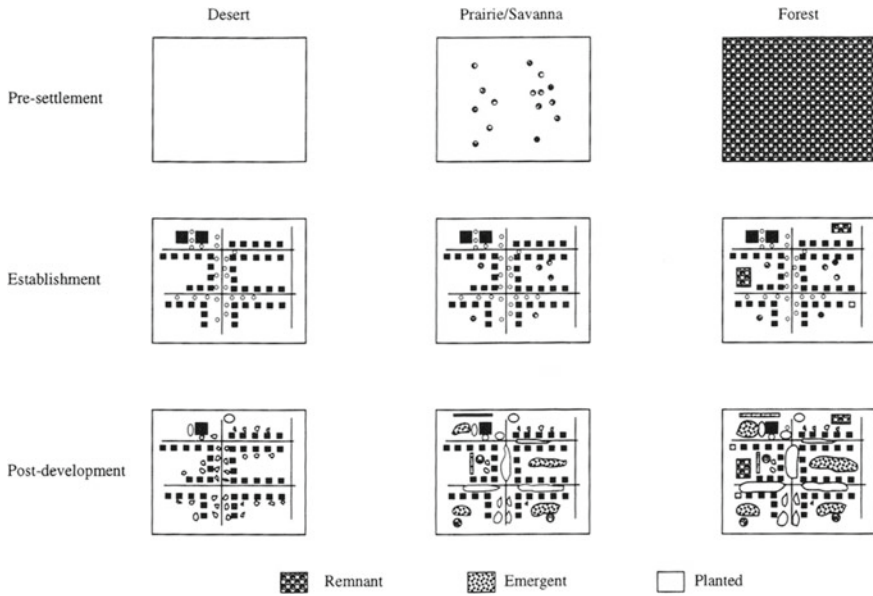 Desert Prairie/Savanna Forest
Pre-settlement
Establishment
Post-development
Remnant Emergent Planted